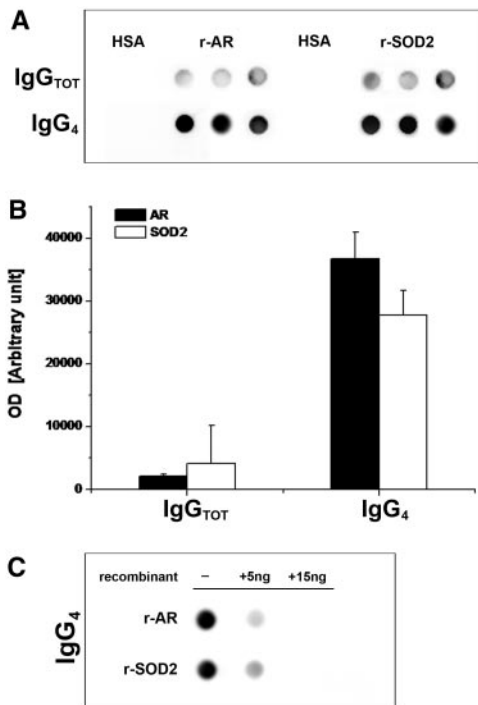 A
HSA r-AR HSA r-SOD2
IgGTOT
IgG4
B
AR
SOD2
OD [Arbitrary unit]
40000
30000
20000
10000
0
IgGTOT IgG4
C
recombinant – +5ng +15ng
IgG4
r-AR
r-SOD2